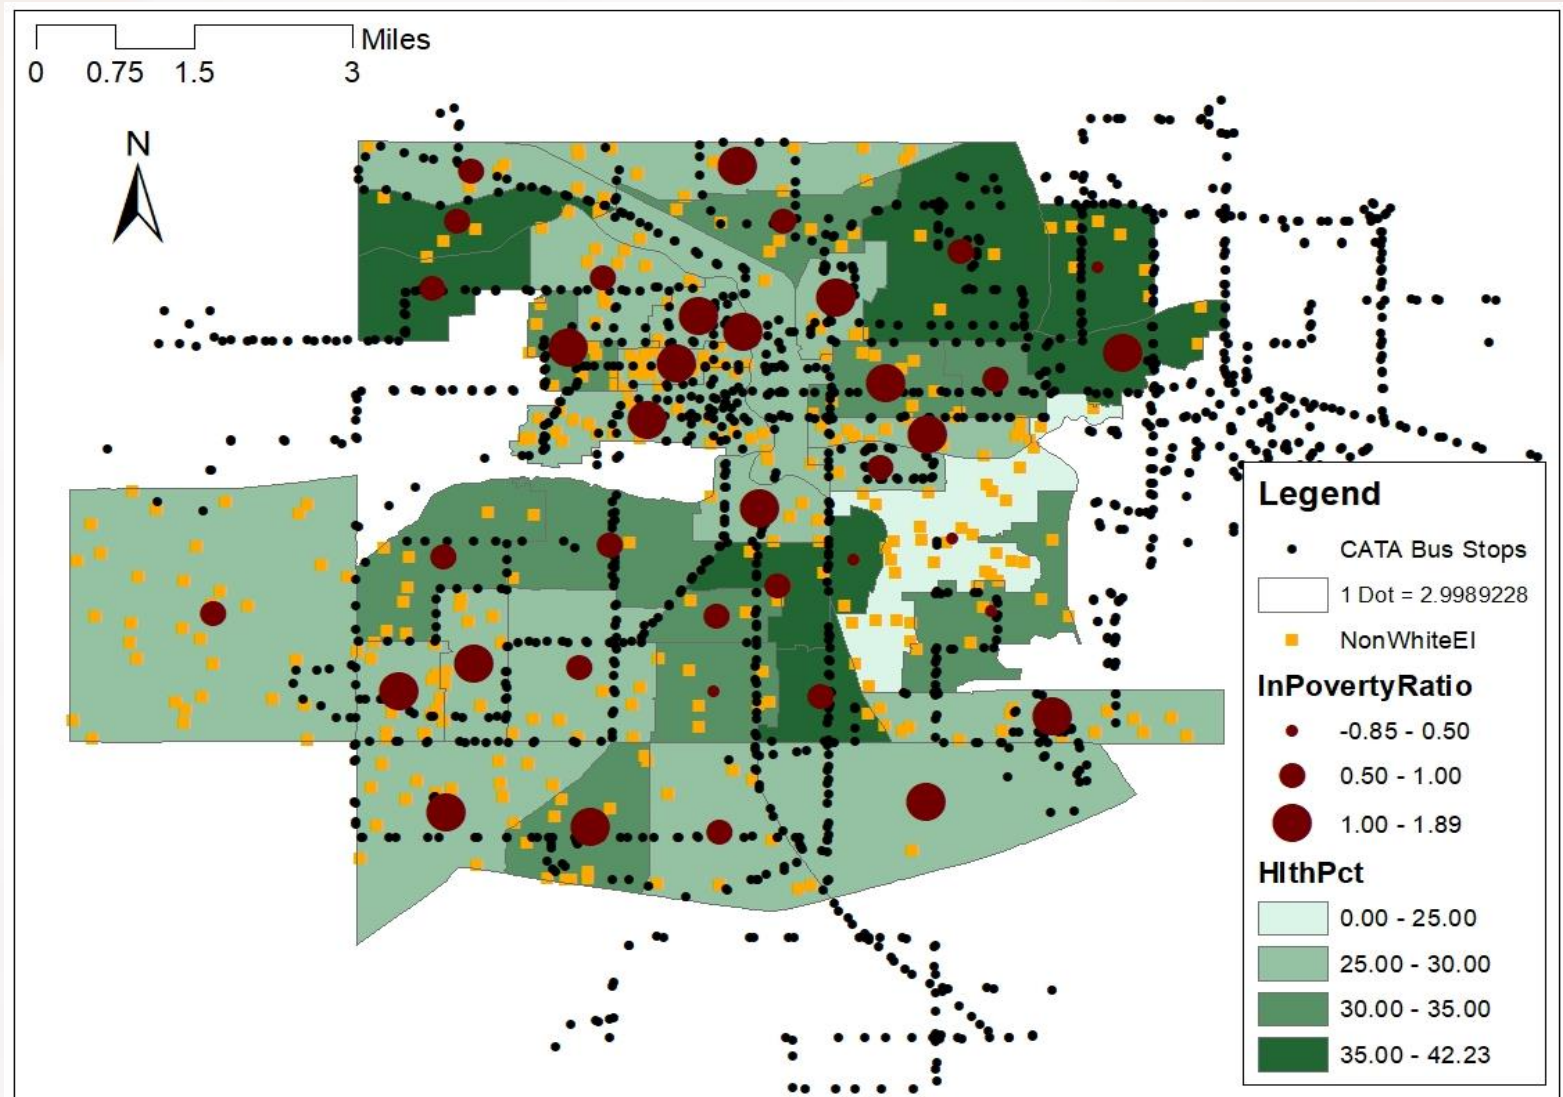 Miles
0 0.75 1.5 3
N
Legend
CATA Bus Stops
1 Dot = 2.9989228
NonWhiteEl
InPovertyRatio
-0.85 - 0.50
0.50 - 1.00
1.00 - 1.89
HlthPct
0.00 - 25.00
25.00 - 30.00
30.00 - 35.00
35.00 - 42.23